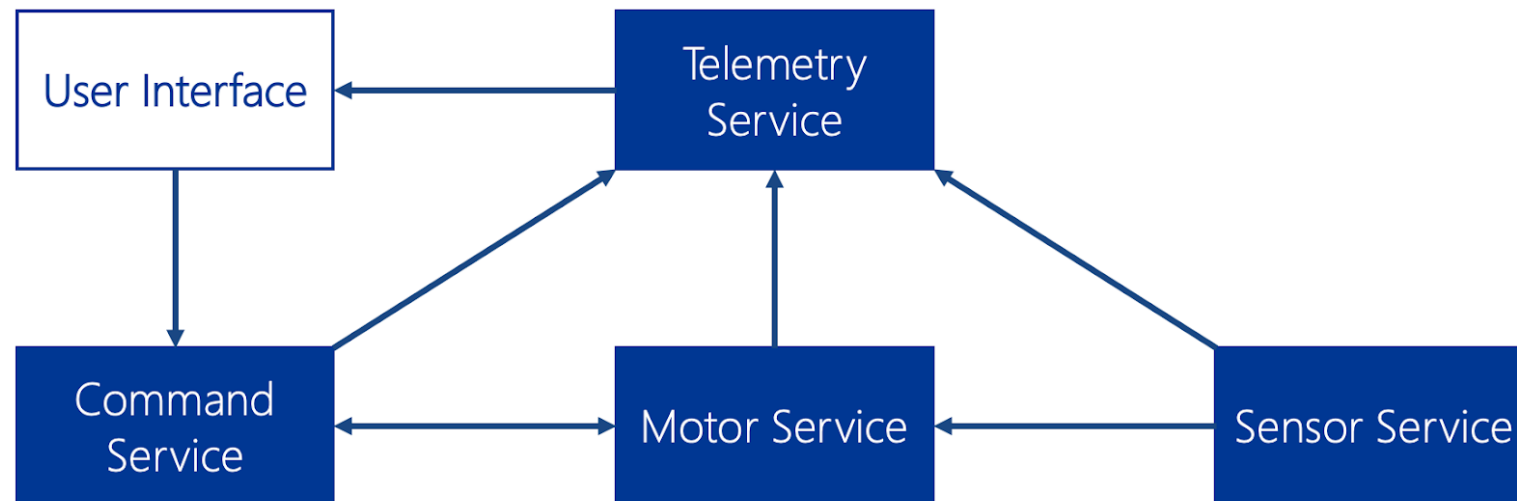 User Interface
Telemetry
Service
Command
Service
Motor Service
Sensor Service